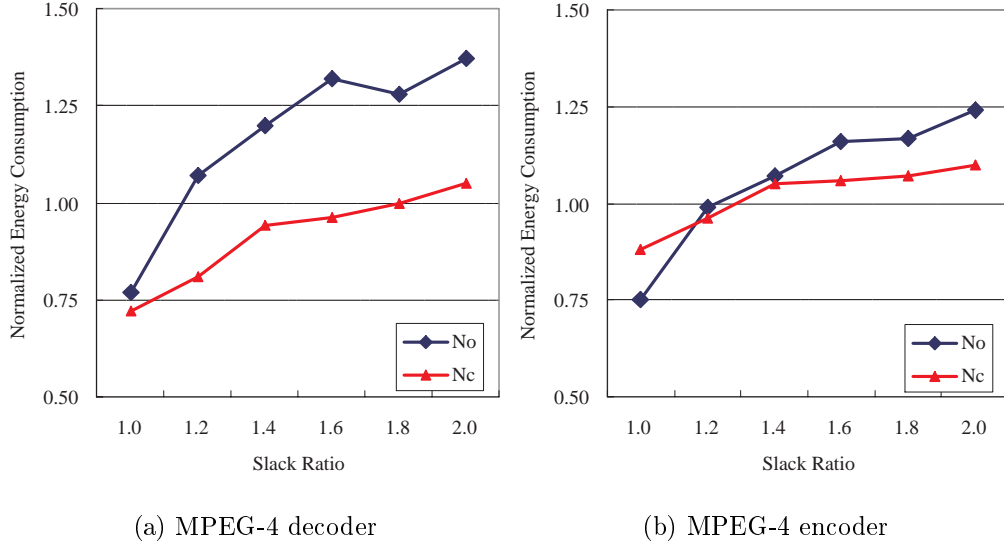 Normalized Energy Consumption
1.50
1.25
1.00
0.75
0.50
No
Nc
1.0 1.2 1.4 1.6 1.8 2.0
Slack Ratio
(a) MPEG-4 decoder
Normalized Energy Consumption
1.50
1.25
1.00
0.75
0.50
No
Nc
1.0 1.2 1.4 1.6 1.8 2.0
Slack Ratio
(b) MPEG-4 encoder